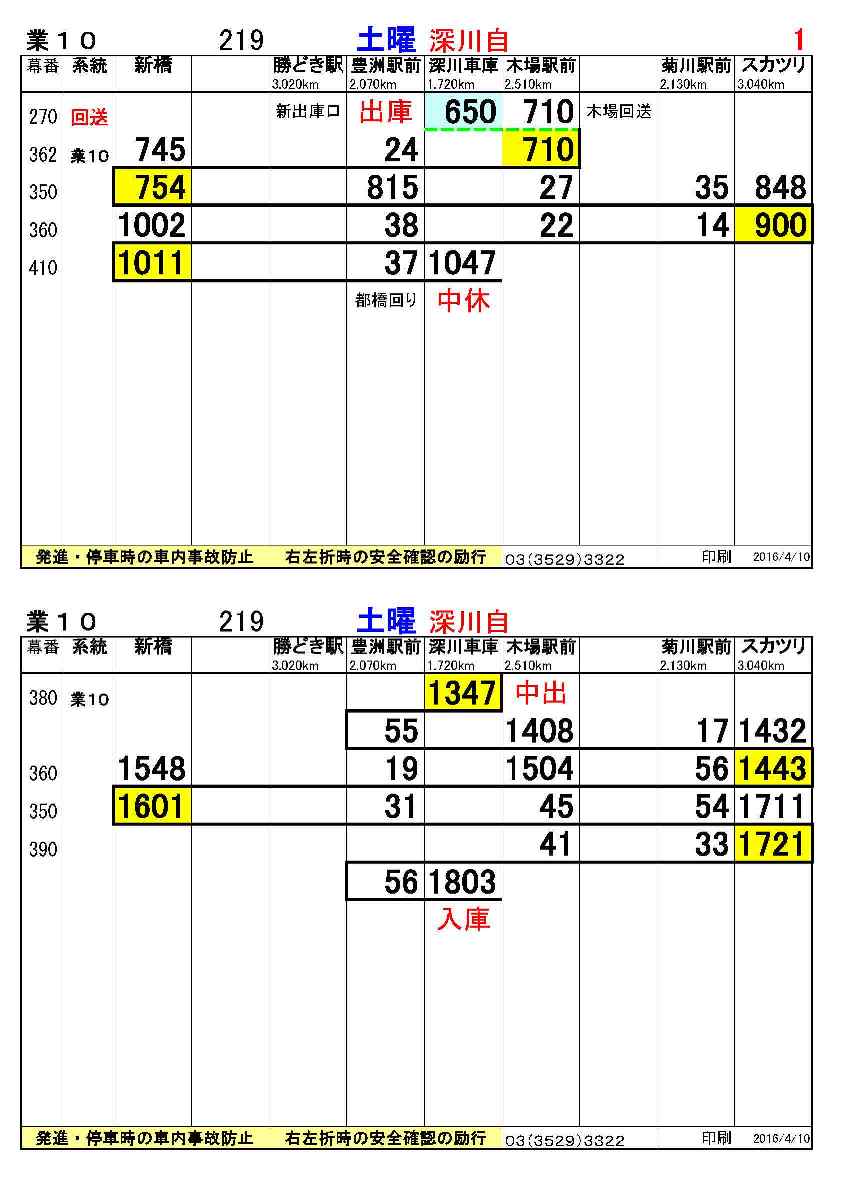 業１０ 219 土曜 深川自 1
幕番 系統 新橋 勝どき駅 豊洲駅前 深川車庫 木場駅前 菊川駅前 スカツリ
3.020km 2.070km 1.720km 2.510km 2.130km 3.040km
270 回送 新出庫口 出庫 650 710 木場回送
362 業10 745 24 710
350 754 815 27 35 848
360 1002 38 22 14 900
410 1011 37 1047
都橋回り 中休
発進・停車時の車内事故防止 右左折時の安全確認の励行 03(3529)3322 印刷 2016/4/10
業１０ 219 土曜 深川自
幕番 系統 新橋 勝どき駅 豊洲駅前 深川車庫 木場駅前 菊川駅前 スカツリ
3.020km 2.070km 1.720km 2.510km 2.130km 3.040km
380 業10 1347 中出
55 1408 17 1432
360 1548 19 1504 56 1443
350 1601 31 45 54 1711
390 41 33 1721
56 1803
入庫
発進・停車時の車内事故防止 右左折時の安全確認の励行 03(3529)3322 印刷 2016/4/10